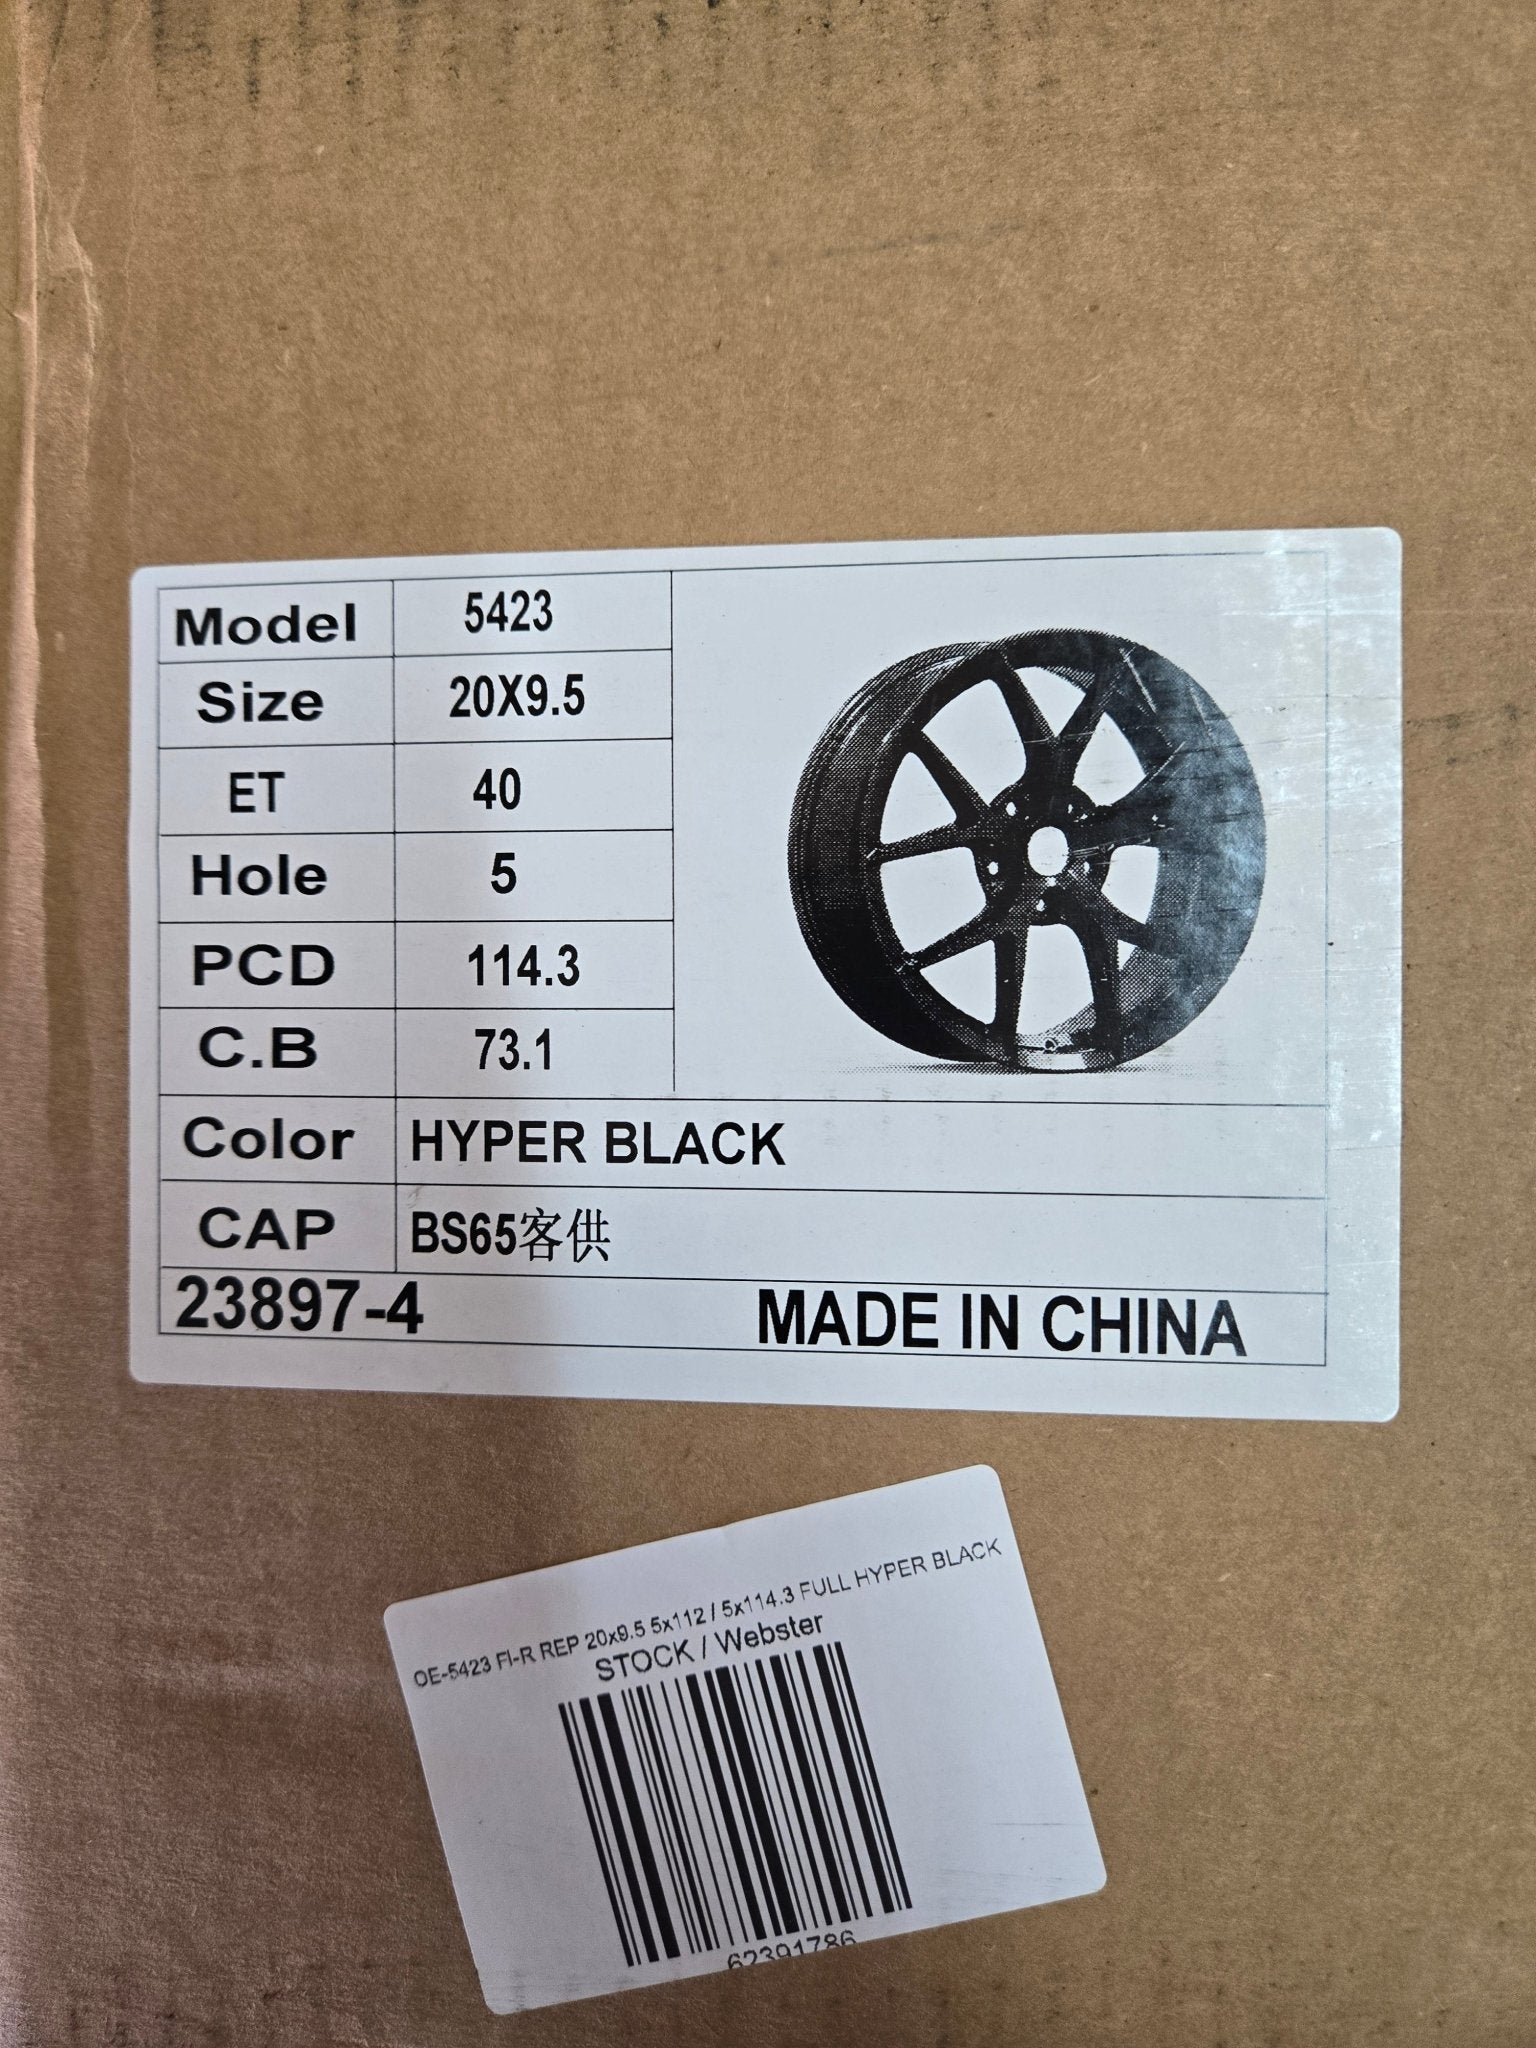 Model 5423
Size 20X9.5
ET 40
Hole 5
PCD 114.3
C.B 73.1
Color HYPER BLACK
CAP BS65客供
23897-4 MADE IN CHINA
OE-5423 FI-R REP 20x9.5 5x112 / 5x114.3 FULL HYPER BLACK
STOCK / Webster
62391786